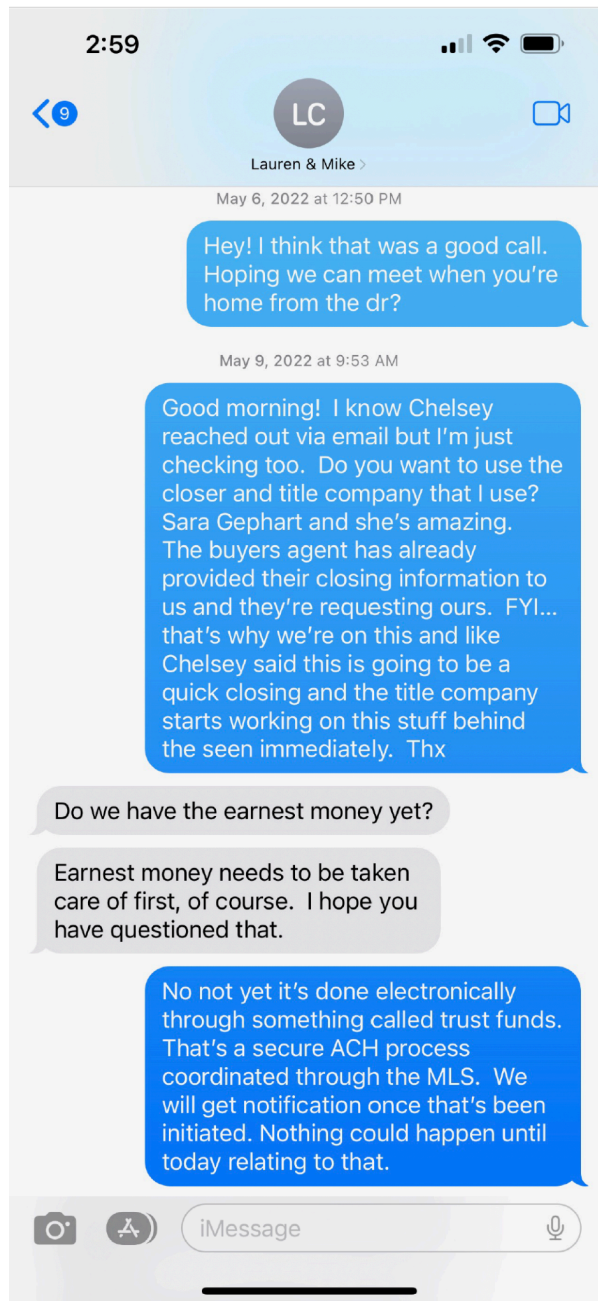 2:59
9
LC
Lauren & Mike >
May 6, 2022 at 12:50 PM
Hey! I think that was a good call.
Hoping we can meet when you're
home from the dr?
May 9, 2022 at 9:53 AM
Good morning!  I know Chelsey
reached out via email but I'm just
checking too.  Do you want to use the
closer and title company that I use?
Sara Gephart and she's amazing.
The buyers agent has already
provided their closing information to
us and they're requesting ours.  FYI...
that's why we're on this and like
Chelsey said this is going to be a
quick closing and the title company
starts working on this stuff behind
the seen immediately.  Thx
Do we have the earnest money yet?
Earnest money needs to be taken
care of first, of course.  I hope you
have questioned that.
No not yet it's done electronically
through something called trust funds.
That's a secure ACH process
coordinated through the MLS.  We
will get notification once that's been
initiated. Nothing could happen until
today relating to that.
iMessage